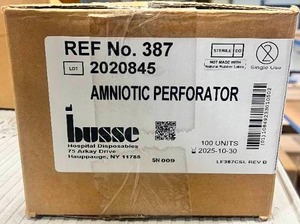 REF No. 387
STERILE EO
LOT 2020845
NOT MADE WITH
Natural Rubber Latex
Single Use
AMNIOTIC PERFORATOR
busse
Hospital Disposables
75 Arkay Drive
Hauppauge, NY 11788
SN 009
100 UNITS
2025-10-30
LF387CSL REV B